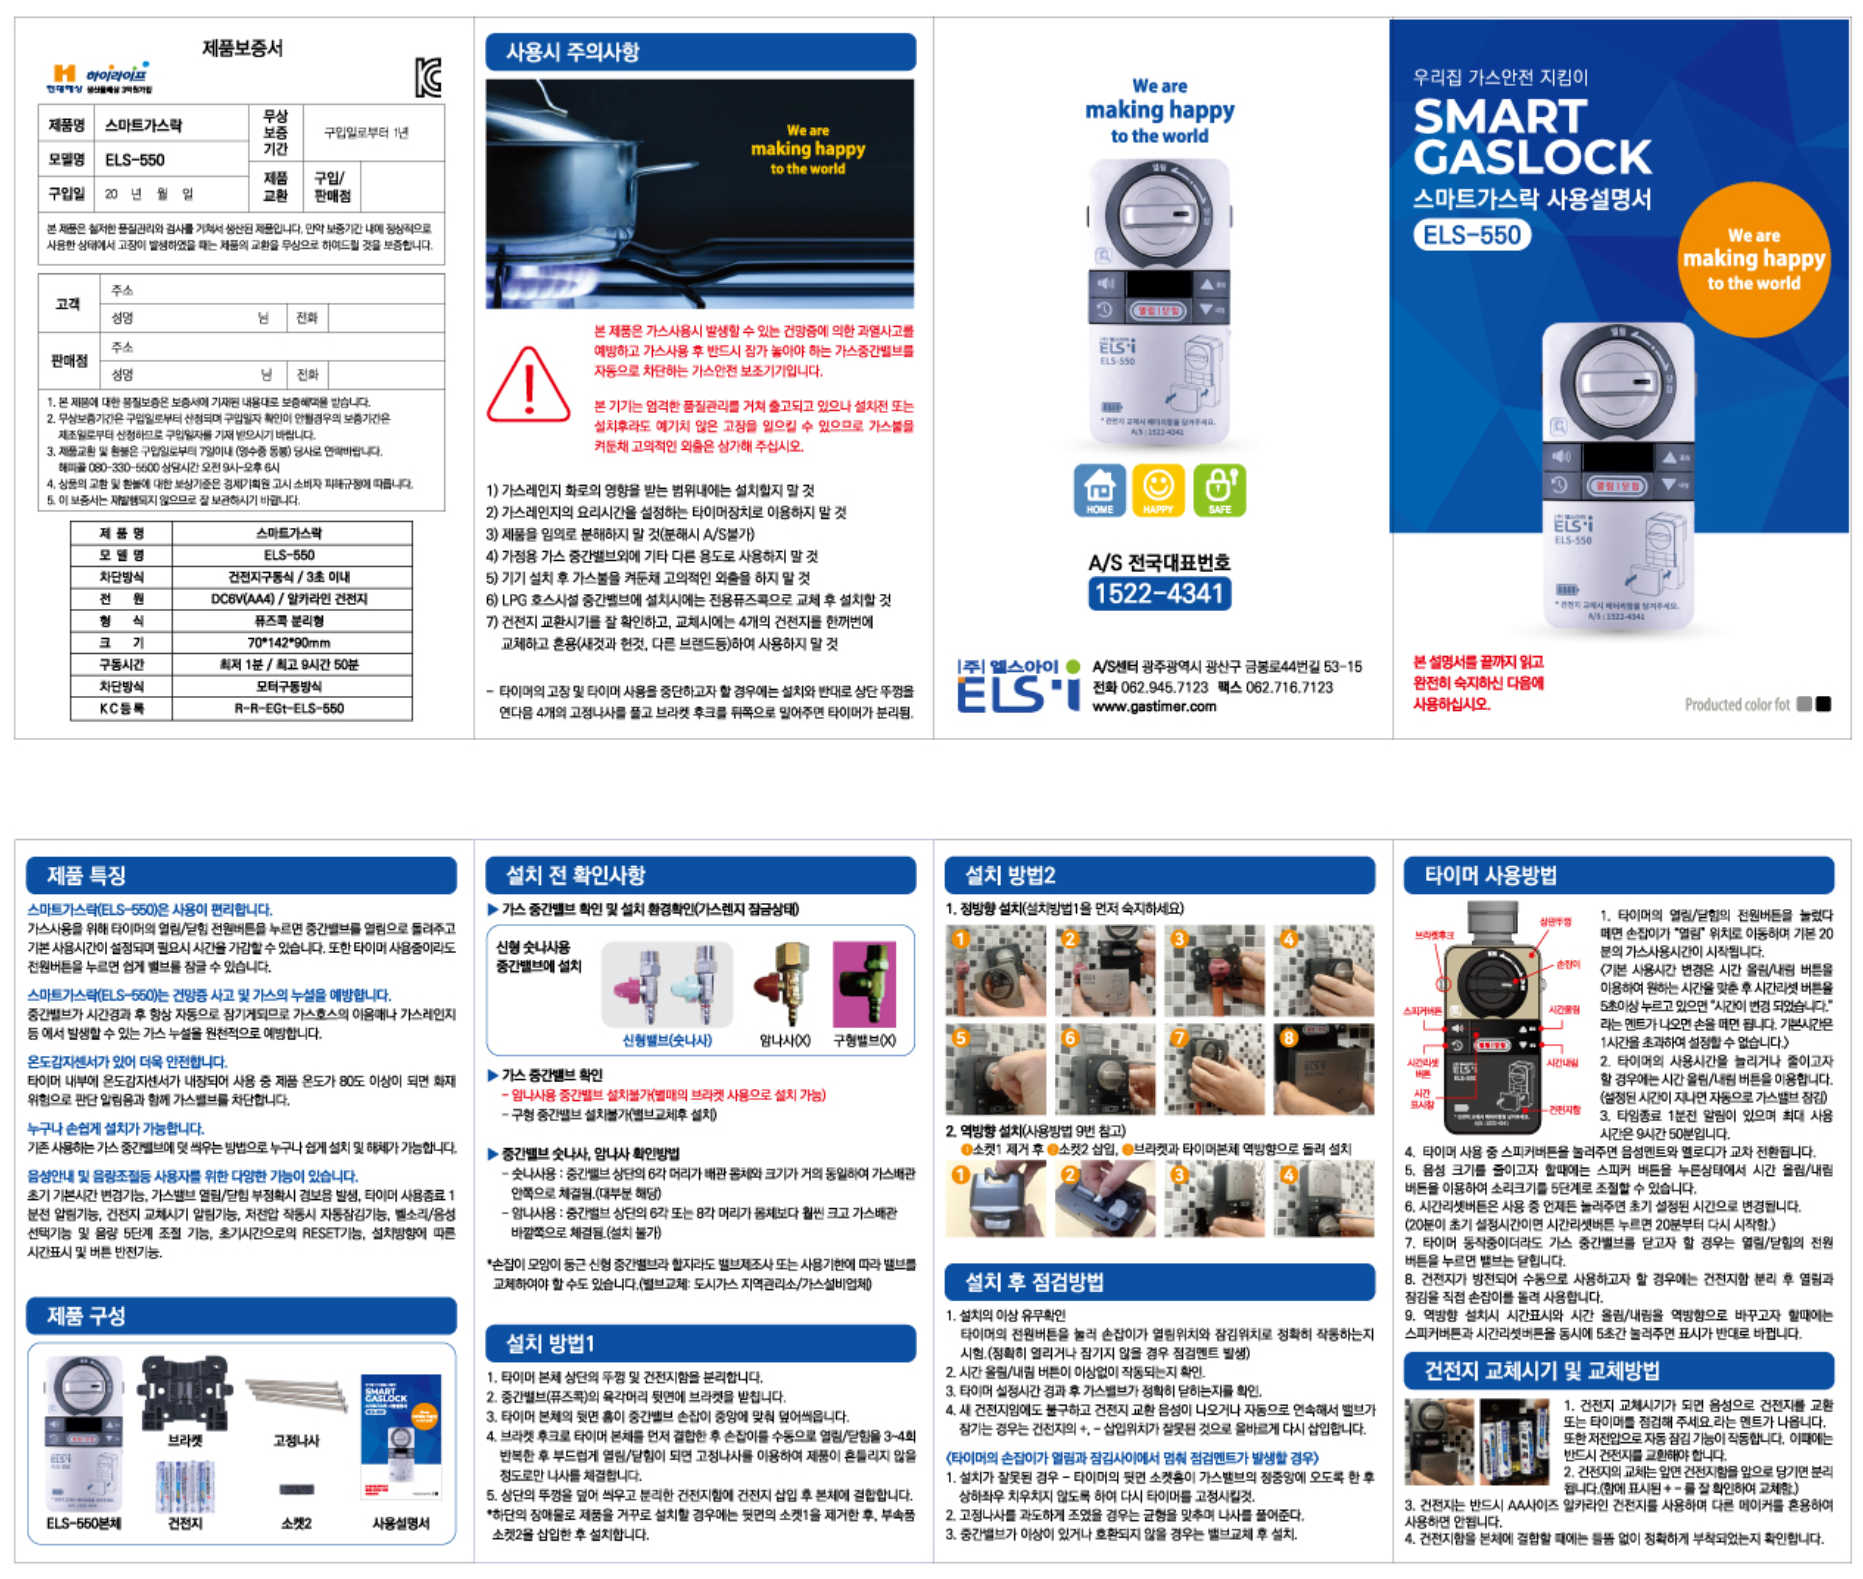 제품보증서
현대해상
하이라이프
생산물배상 3억원가입
제품명 스마트가스락
모델명 ELS-550
구입일 20 년 월 일
무상 보증 기간 구입일로부터 1년
제품 교환 구입/ 판매점
본 제품은 철저한 품질관리와 검사를 거쳐서 생산된 제품입니다. 만약 보증기간 내에 정상적으로
사용한 상태에서 고장이 발생하였을 때는 제품의 교환을 무상으로 하여드릴 것을 보증합니다.
고객
주소
성명 님 전화
판매점
주소
성명 님 전화
1. 본 제품에 대한 품질보증은 보증서에 기재된 내용대로 보증혜택을 받습니다.
2. 무상보증기간은 구입일로부터 산정되며 구입일자 확인이 안될경우의 보증기간은
제조일로부터 산정하므로 구입일자를 기재 받으시기 바랍니다.
3. 제품교환 및 환불은 구입일로부터 7일이내 (영수증 동봉) 당사로 연락바랍니다.
해피콜 080-330-5500 상담시간 오전 9시~오후 6시
4. 상품의 교환 및 환불에 대한 보상기준은 경제기획원 고시 소비자 피해규정에 따릅니다.
5. 이 보증서는 재발행되지 않으므로 잘 보관하시기 바랍니다.
제 품 명 스마트가스락
모 델 명 ELS-550
차단방식 건전지구동식 / 3초 이내
전 원 DC6V(AA4) / 알카라인 건전지
형 식 퓨즈콕 분리형
크 기 70*142*90mm
구동시간 최저 1분 / 최고 9시간 50분
차단방식 모터구동방식
KC등록 R-R-EGt-ELS-550
사용시 주의사항
We are
making happy
to the world
본 제품은 가스사용시 발생할 수 있는 건망증에 의한 과열사고를
예방하고 가스사용 후 반드시 잠가 놓아야 하는 가스중간밸브를
자동으로 차단하는 가스안전 보조기기입니다.
본 기기는 엄격한 품질관리를 거쳐 출고되고 있으나 설치전 또는
설치후라도 예기치 않은 고장을 일으킬 수 있으므로 가스불을
켜둔채 고의적인 외출은 삼가해 주십시오.
1) 가스레인지 화로의 영향을 받는 범위내에는 설치할지 말 것
2) 가스레인지의 요리시간을 설정하는 타이머장치로 이용하지 말 것
3) 제품을 임의로 분해하지 말 것(분해시 A/S불가)
4) 가정용 가스 중간밸브외에 기타 다른 용도로 사용하지 말 것
5) 기기 설치 후 가스불을 켜둔채 고의적인 외출을 하지 말 것
6) LPG 호스시설 중간밸브에 설치시에는 전용퓨즈콕으로 교체 후 설치할 것
7) 건전지 교환시기를 잘 확인하고, 교체시에는 4개의 건전지를 한꺼번에
교체하고 혼용(새것과 헌것, 다른 브랜드등)하여 사용하지 말 것
- 타이머의 고장 및 타이머 사용을 중단하고자 할 경우에는 설치와 반대로 상단 뚜껑을
연다음 4개의 고정나사를 풀고 브라켓 후크를 뒤쪽으로 밀어주면 타이머가 분리됨.
We are
making happy
to the world
열림
닫힘
열림|닫힘
(주)엘스아이
ELS·i
ELS-550
* 건전지 교체시 배터리함을 당겨주세요.
A/S : 1522-4341
HOME HAPPY SAFE
A/S 전국대표번호
1522-4341
(주) 엘스아이
ELS·i
A/S센터 광주광역시 광산구 금봉로44번길 53-15
전화 062.945.7123 팩스 062.716.7123
www.gastimer.com
우리집 가스안전 지킴이
SMART
GASLOCK
스마트가스락 사용설명서
ELS-550
We are
making happy
to the world
열림
닫힘
열림|닫힘
(주)엘스아이
ELS·i
ELS-550
* 건전지 교체시 배터리함을 당겨주세요.
A/S : 1522-4341
본 설명서를 끝까지 읽고
완전히 숙지하신 다음에
사용하십시오.
Producted color fot
제품 특징
스마트가스락(ELS-550)은 사용이 편리합니다.
가스사용을 위해 타이머의 열림/닫힘 전원버튼을 누르면 중간밸브를 열림으로 돌려주고
기본 사용시간이 설정되며 필요시 시간을 가감할 수 있습니다. 또한 타이머 사용중이라도
전원버튼을 누르면 쉽게 밸브를 잠글 수 있습니다.
스마트가스락(ELS-550)는 건망증 사고 및 가스의 누설을 예방합니다.
중간밸브가 시간경과 후 항상 자동으로 잠기게되므로 가스호스의 이음매나 가스레인지
등 에서 발생할 수 있는 가스 누설을 원천적으로 예방합니다.
온도감지센서가 있어 더욱 안전합니다.
타이머 내부에 온도감지센서가 내장되어 사용 중 제품 온도가 80도 이상이 되면 화재
위험으로 판단 알림음과 함께 가스밸브를 차단합니다.
누구나 손쉽게 설치가 가능합니다.
기존 사용하는 가스 중간밸브에 덧 씌우는 방법으로 누구나 쉽게 설치 및 해체가 가능합니다.
음성안내 및 음량조절등 사용자를 위한 다양한 기능이 있습니다.
초기 기본시간 변경기능, 가스밸브 열림/닫힘 부정확시 경보음 발생, 타이머 사용종료 1
분전 알림기능, 건전지 교체시기 알림기능, 저전압 작동시 자동잠김기능, 벨소리/음성
선택기능 및 음량 5단계 조절 기능, 초기시간으로의 RESET기능, 설치방향에 따른
시간표시 및 버튼 반전기능.
제품 구성
ELS-550본체
브라켓
고정나사
건전지
소켓2
사용설명서
설치 전 확인사항
▶ 가스 중간밸브 확인 및 설치 환경확인(가스렌지 잠금상태)
신형 숫나사용
중간밸브에 설치
신형밸브(숫나사) 암나사(X) 구형밸브(X)
▶ 가스 중간밸브 확인
- 암나사용 중간밸브 설치불가(별매의 브라켓 사용으로 설치 가능)
- 구형 중간밸브 설치불가(밸브교체후 설치)
▶ 중간밸브 숫나사, 암나사 확인방법
- 숫나사용 : 중간밸브 상단의 6각 머리가 배관 몸체와 크기가 거의 동일하여 가스배관
안쪽으로 체결됨.(대부분 해당)
- 암나사용 : 중간밸브 상단의 6각 또는 8각 머리가 몸체보다 훨씬 크고 가스배관
바깥쪽으로 체결됨.(설치 불가)
*손잡이 모양이 둥근 신형 중간밸브라 할지라도 밸브제조사 또는 사용기한에 따라 밸브를
교체하여야 할 수도 있습니다.(밸브교체: 도시가스 지역관리소/가스설비업체)
설치 방법1
1. 타이머 본체 상단의 뚜껑 및 건전지함을 분리합니다.
2. 중간밸브(퓨즈콕)의 육각머리 뒷면에 브라켓을 받칩니다.
3. 타이머 본체의 뒷면 홈이 중간밸브 손잡이 중앙에 맞춰 덮어씌웁니다.
4. 브라켓 후크로 타이머 본체를 먼저 결합한 후 손잡이를 수동으로 열림/닫힘을 3~4회
반복한 후 부드럽게 열림/닫힘이 되면 고정나사를 이용하여 제품이 흔들리지 않을
정도로만 나사를 체결합니다.
5. 상단의 뚜껑을 덮어 씌우고 분리한 건전지함에 건전지 삽입 후 본체에 결합합니다.
*하단의 장애물로 제품을 거꾸로 설치할 경우에는 뒷면의 소켓1을 제거한 후, 부속품
소켓2을 삽입한 후 설치합니다.
설치 방법2
1. 정방향 설치(설치방법1을 먼저 숙지하세요)
1 2 3 4
5 6 7 8
2. 역방향 설치(사용방법 9번 참고)
①소켓1 제거 후 ②소켓2 삽입, ③브라켓과 타이머본체 역방향으로 돌려 설치
1 2 3 4
설치 후 점검방법
1. 설치의 이상 유무확인
타이머의 전원버튼을 눌러 손잡이가 열림위치와 잠김위치로 정확히 작동하는지
시험.(정확히 열리거나 잠기지 않을 경우 점검멘트 발생)
2. 시간 올림/내림 버튼이 이상없이 작동되는지 확인.
3. 타이머 설정시간 경과 후 가스밸브가 정확히 닫히는지를 확인.
4. 새 건전지임에도 불구하고 건전지 교환 음성이 나오거나 자동으로 연속해서 밸브가
잠기는 경우는 건전지의 +, - 삽입위치가 잘못된 것으로 올바르게 다시 삽입합니다.
〈타이머의 손잡이가 열림과 잠김사이에서 멈춰 점검멘트가 발생할 경우〉
1. 설치가 잘못된 경우 - 타이머의 뒷면 소켓홈이 가스밸브의 정중앙에 오도록 한 후
상하좌우 치우치지 않도록 하여 다시 타이머를 고정시킬것.
2. 고정나사를 과도하게 조였을 경우는 균형을 맞추며 나사를 풀어준다.
3. 중간밸브가 이상이 있거나 호환되지 않을 경우는 밸브교체 후 설치.
타이머 사용방법
브라켓후크
상단뚜껑
손잡이
스피커버튼
시간올림
시간리셋
버튼
시간내림
시간
표시창
건전지함
1. 타이머의 열림/닫힘의 전원버튼을 눌렀다
떼면 손잡이가 "열림" 위치로 이동하며 기본 20
분의 가스사용시간이 시작됩니다.
〈기본 사용시간 변경은 시간 올림/내림 버튼을
이용하여 원하는 시간을 맞춘 후 시간리셋 버튼을
5초이상 누르고 있으면 "시간이 변경 되었습니다."
라는 멘트가 나오면 손을 떼면 됩니다. 기본시간은
1시간을 초과하여 설정할 수 없습니다.〉
2. 타이머의 사용시간을 늘리거나 줄이고자
할 경우에는 시간 올림/내림 버튼을 이용합니다.
(설정된 시간이 지나면 자동으로 가스밸브 잠김)
3. 타임종료 1분전 알림이 있으며 최대 사용
시간은 9시간 50분입니다.
4. 타이머 사용 중 스피커버튼을 눌러주면 음성멘트와 멜로디가 교차 전환됩니다.
5. 음성 크기를 줄이고자 할때에는 스피커 버튼을 누른상태에서 시간 올림/내림
버튼을 이용하여 소리크기를 5단계로 조절할 수 있습니다.
6. 시간리셋버튼은 사용 중 언제든 눌러주면 초기 설정된 시간으로 변경됩니다.
(20분이 초기 설정시간이면 시간리셋버튼 누르면 20분부터 다시 시작함.)
7. 타이머 동작중이더라도 가스 중간밸브를 닫고자 할 경우는 열림/닫힘의 전원
버튼을 누르면 밸브는 닫힙니다.
8. 건전지가 방전되어 수동으로 사용하고자 할 경우에는 건전지함 분리 후 열림과
잠김을 직접 손잡이를 돌려 사용합니다.
9. 역방향 설치시 시간표시와 시간 올림/내림을 역방향으로 바꾸고자 할때에는
스피커버튼과 시간리셋버튼을 동시에 5초간 눌러주면 표시가 반대로 바뀝니다.
건전지 교체시기 및 교체방법
1. 건전지 교체시기가 되면 음성으로 건전지를 교환
또는 타이머를 점검해 주세요.라는 멘트가 나옵니다.
또한 저전압으로 자동 잠김 기능이 작동합니다. 이때에는
반드시 건전지를 교환해야 합니다.
2. 건전지의 교체는 앞면 건전지함을 앞으로 당기면 분리
됩니다.(함에 표시된 + - 를 잘 확인하여 교체함.)
3. 건전지는 반드시 AA사이즈 알카라인 건전지를 사용하며 다른 메이커를 혼용하여
사용하면 안됩니다.
4. 건전지함을 본체에 결합할 때에는 들뜸 없이 정확하게 부착되었는지 확인합니다.